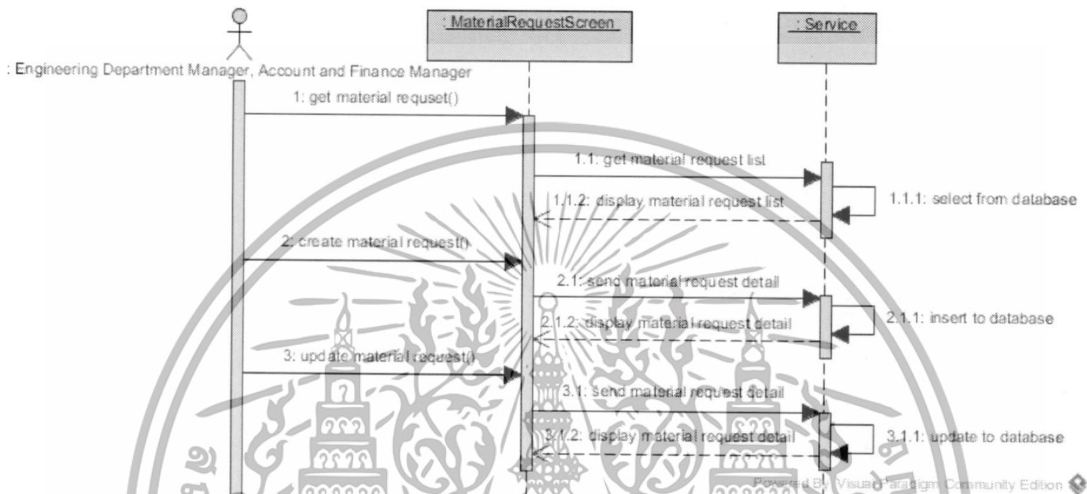 : MaterialRequestScreen
: Service
: Engineering Department Manager, Account and Finance Manager
1: get material requset()
1.1: get material request list
1.1.1: select from database
1.1.2: display material request list
2: create material request()
2.1: send material request detail
2.1.1: insert to database
2.1.2: display material request detail
3: update material request()
3.1: send material request detail
3.1.1: update to database
3.1.2: display material request detail
Powered By Visual Paradigm Community Edition